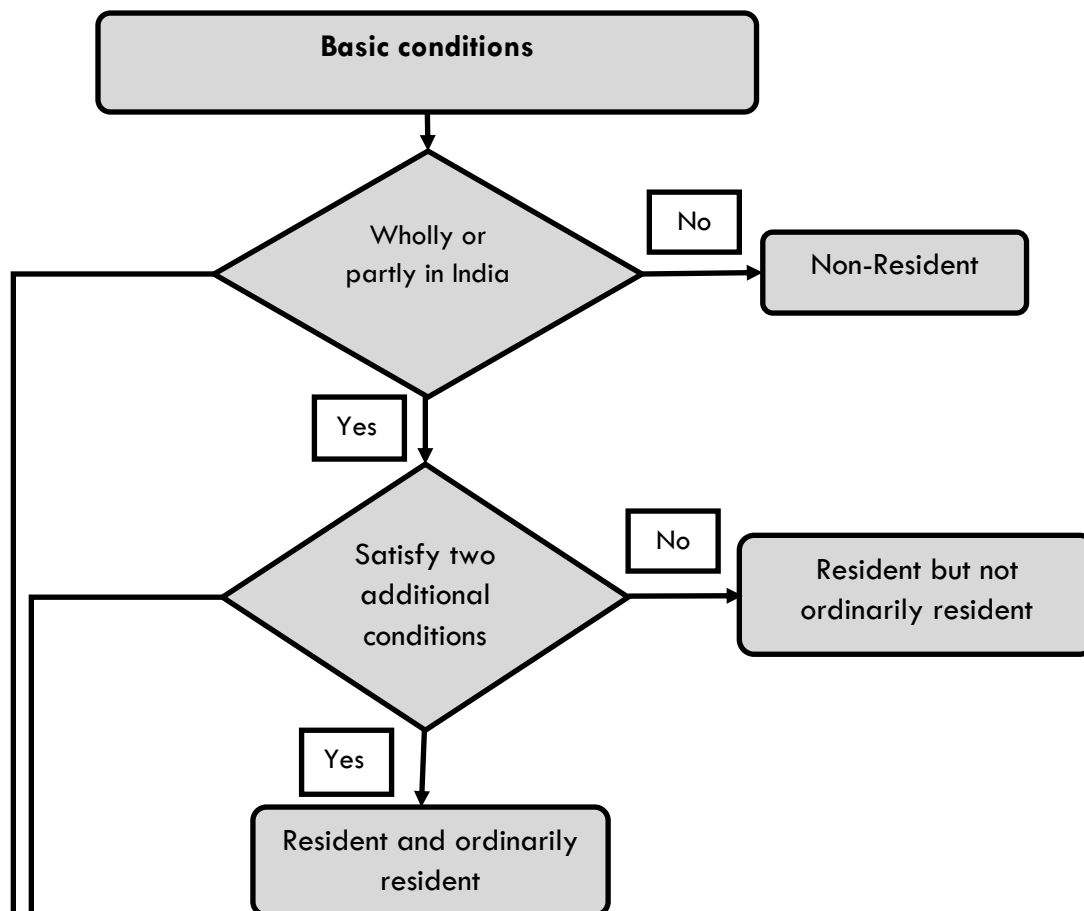 Basic conditions
Wholly or
partly in India
No
Non-Resident
Yes
Satisfy two
additional
conditions
No
Resident but not
ordinarily resident
Yes
Resident and ordinarily
resident